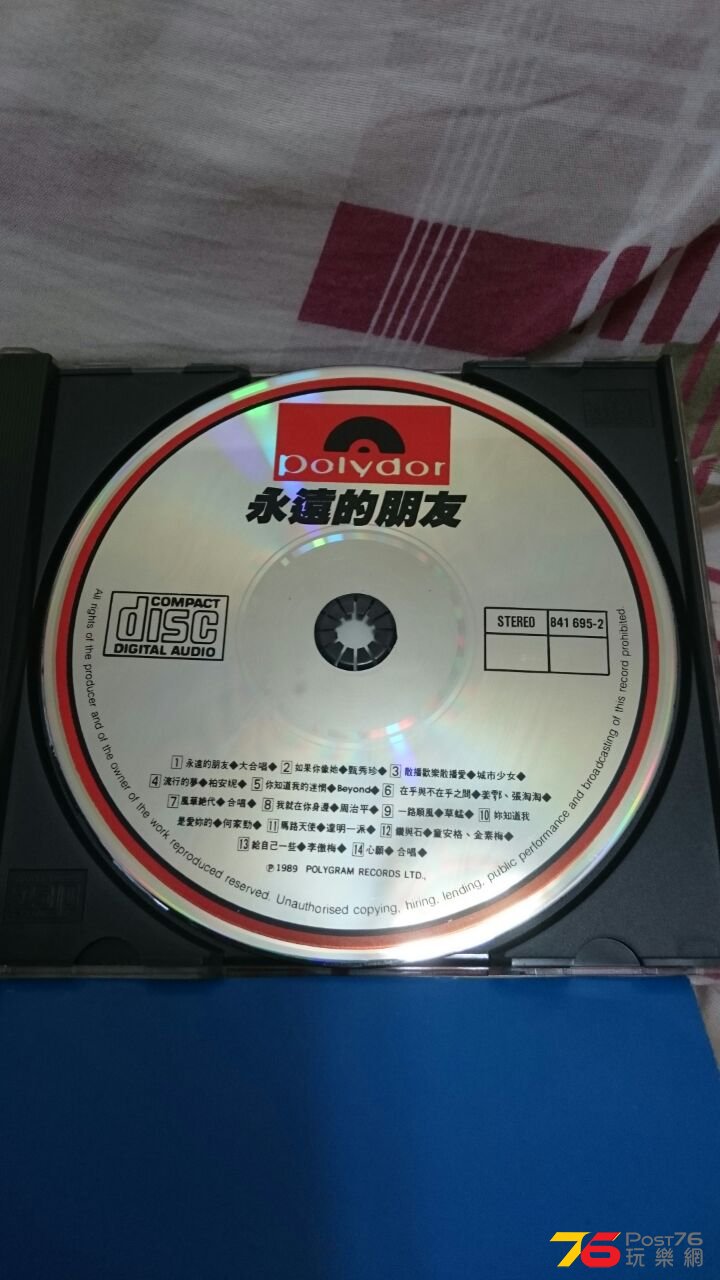 polydor
永遠的朋友
COMPACT
disc
DIGITAL AUDIO
STEREO 841 695-2
1 永遠的朋友◆大合唱◆ 2 如果你像她◆甄秀珍◆ 3 散播歡樂散播愛◆城市少女◆
4 流行的夢◆柏安妮◆ 5 你知道我的迷惘◆Beyond◆ 6 在乎與不在乎之間◆姜鄠、張淘淘◆
7 風華絶代◆合唱◆ 8 我就在你身邊◆周治平◆ 9 一路順風◆草蜢◆ 10 妳知道我
是愛妳的◆何家勁◆ 11 馬路天使◆達明一派◆ 12 鐵與石◆童安格、金素梅◆
13 給自己一些◆李傲梅◆ 14 心願◆合唱◆
℗ 1989 POLYGRAM RECORDS LTD.,
All rights of the producer and of the owner of the work reproduced reserved. Unauthorised copying, hiring, lending, public performance and broadcasting of this record prohibited.
76 POST76
玩樂網